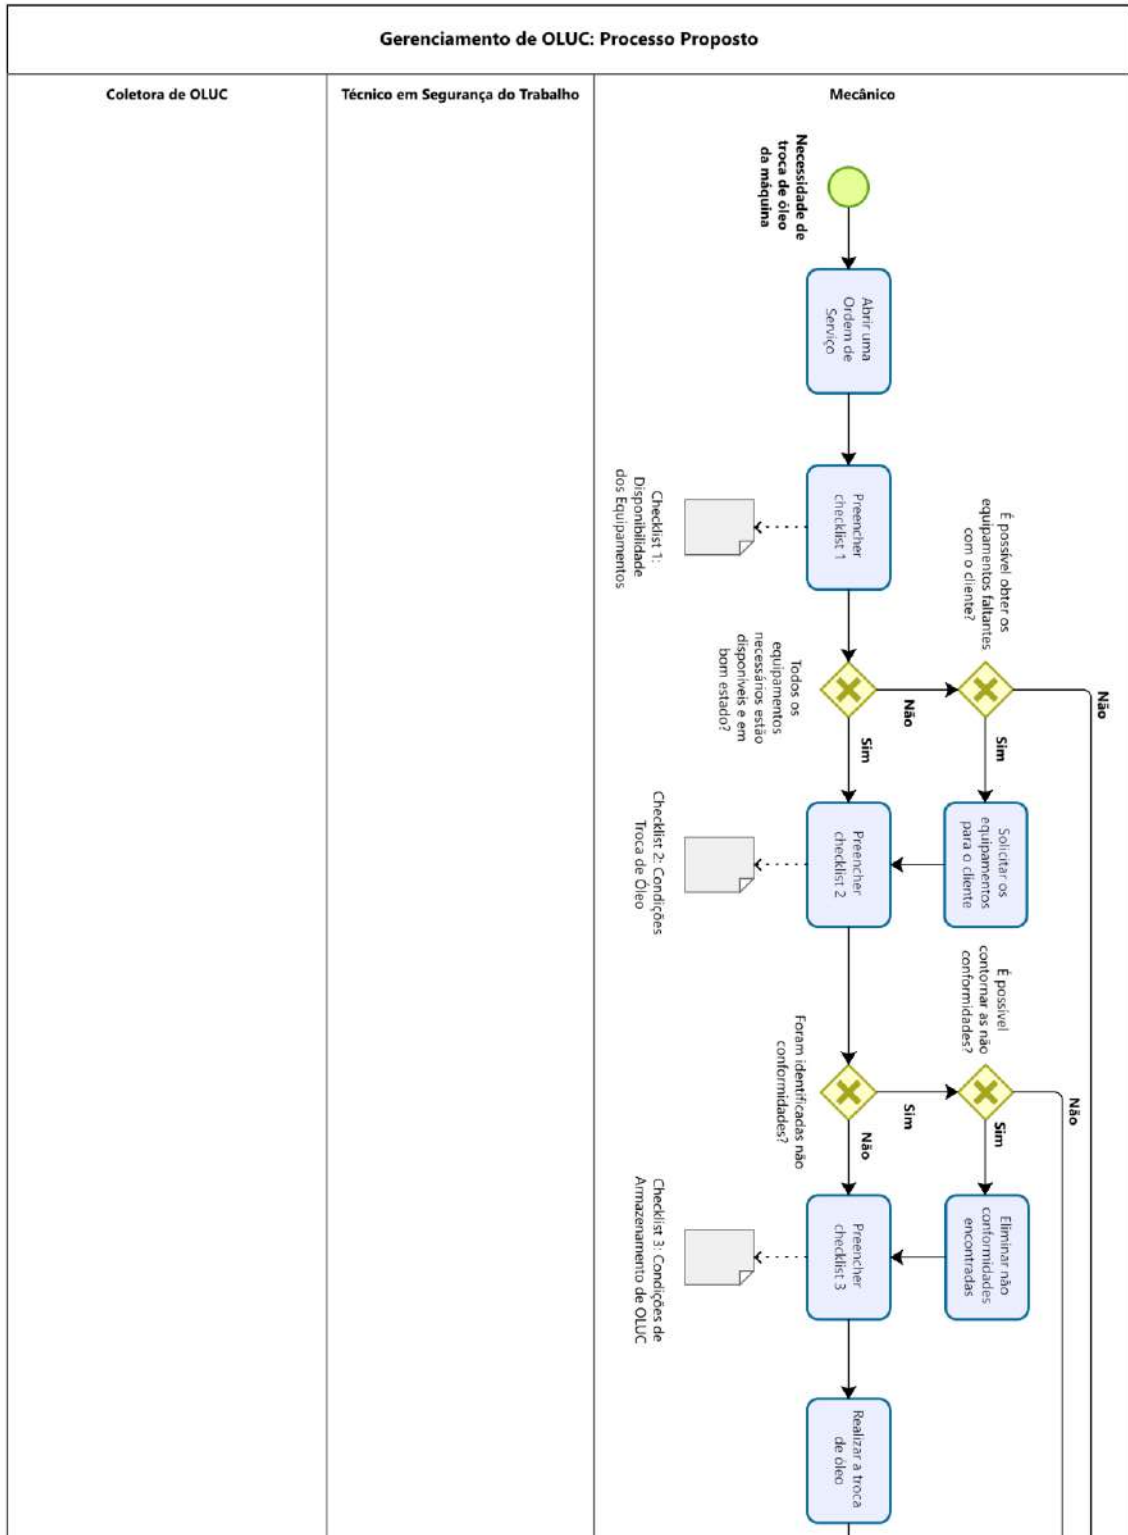 Gerenciamento de OLUC: Processo Proposto
Coletora de OLUC
Técnico em Segurança do Trabalho
Mecânico
Necessidade de
troca de óleo
da máquina
Abrir uma
Ordem de
Serviço
Preencher
checklist 1
Checklist 1:
Disponibilidade
dos Equipamentos
É possível obter os
equipamentos faltantes
com o cliente?
Todos os
equipamentos
necessários estão
disponíveis e em
bom estado?
Não
Não
Sim
Sim
Solicitar os
equipamentos
para o cliente
Preencher
checklist 2
Checklist 2: Condições
Troca de Óleo
É possível
contornar as não
conformidades?
Foram identificadas não
conformidades?
Não
Sim
Sim
Não
Eliminar não
conformidades
encontradas
Preencher
checklist 3
Checklist 3: Condições de
Armazenamento de OLUC
Realizar a troca
de óleo